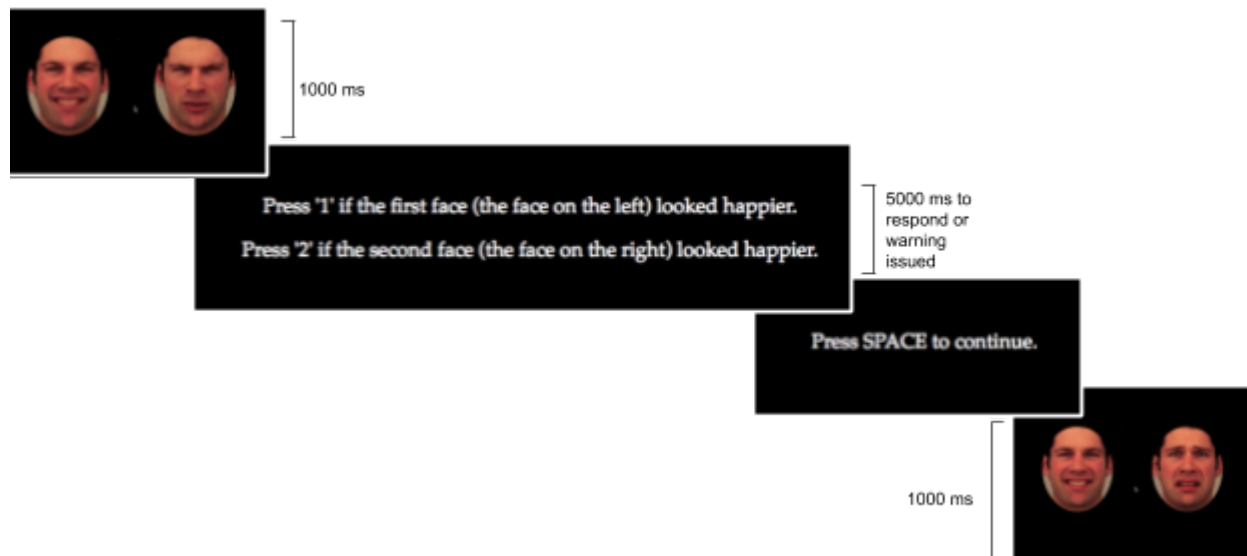 1000 ms
Press '1' if the first face (the face on the left) looked happier.
Press '2' if the second face (the face on the right) looked happier.
5000 ms to
respond or
warning
issued
Press SPACE to continue.
1000 ms